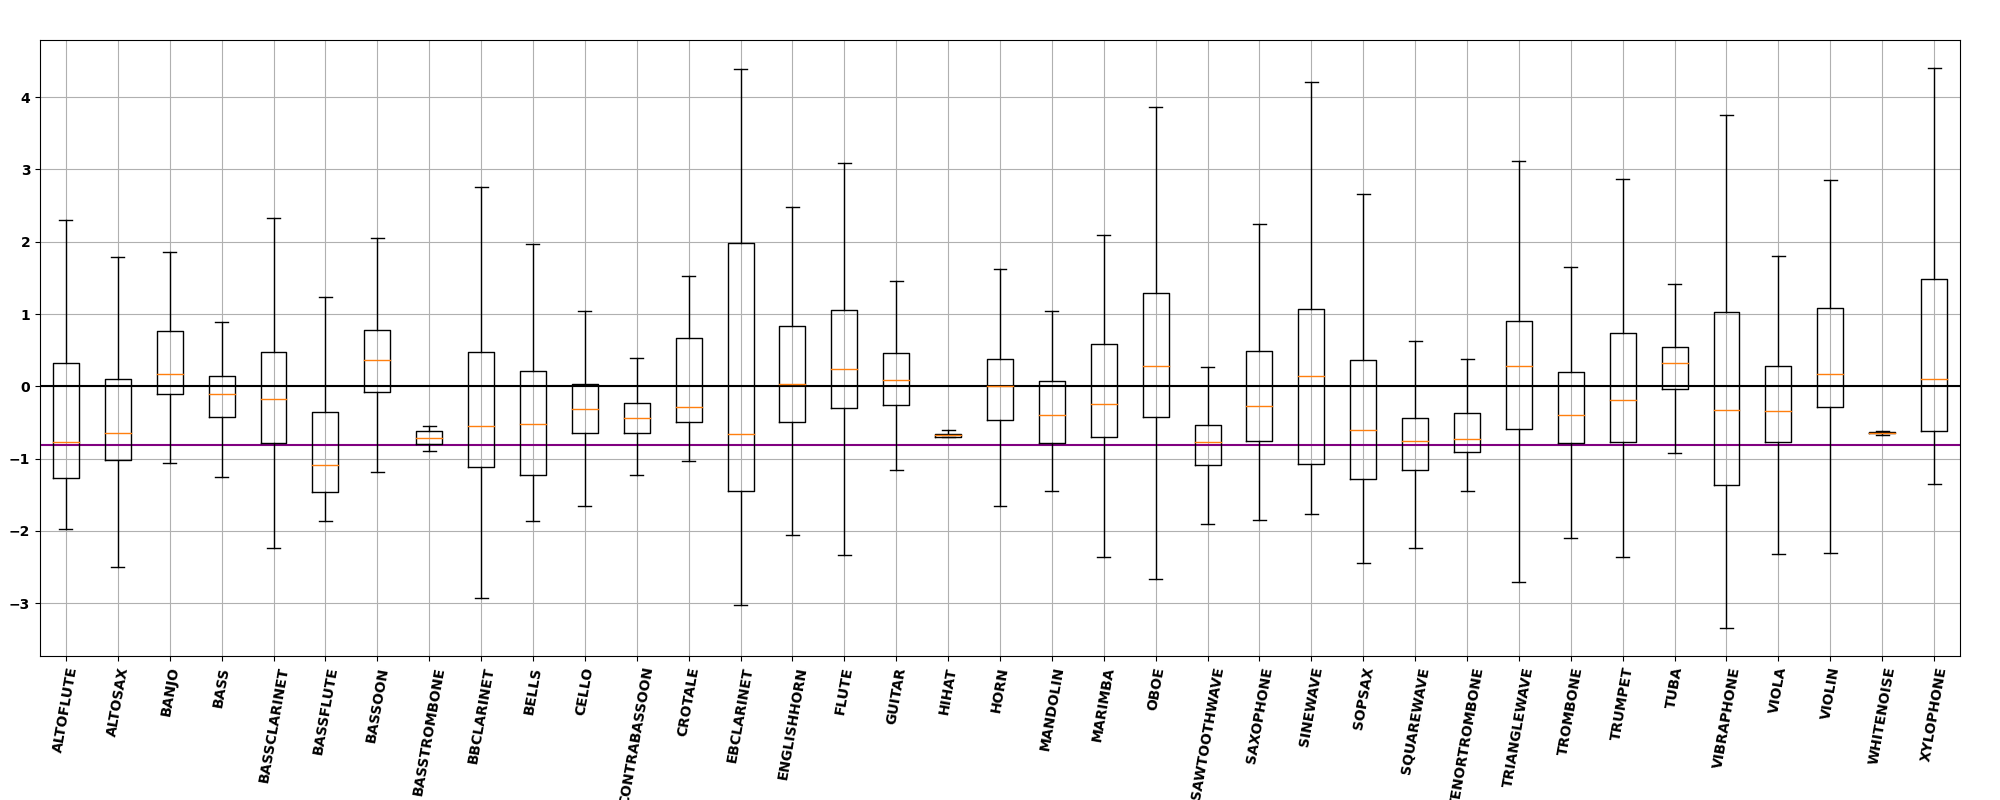 4
3
2
1
0
−1
−2
−3
ALTOFLUTE
ALTOSAX
BANJO
BASS
BASSCLARINET
BASSFLUTE
BASSOON
BASSTROMBONE
BBCLARINET
BELLS
CELLO
CONTRABASSOON
CROTALE
EBCLARINET
ENGLISHHORN
FLUTE
GUITAR
HIHAT
HORN
MANDOLIN
MARIMBA
OBOE
SAWTOOTHWAVE
SAXOPHONE
SINEWAVE
SOPSAX
SQUAREWAVE
TENORTROMBONE
TRIANGLEWAVE
TROMBONE
TRUMPET
TUBA
VIBRAPHONE
VIOLA
VIOLIN
WHITENOISE
XYLOPHONE